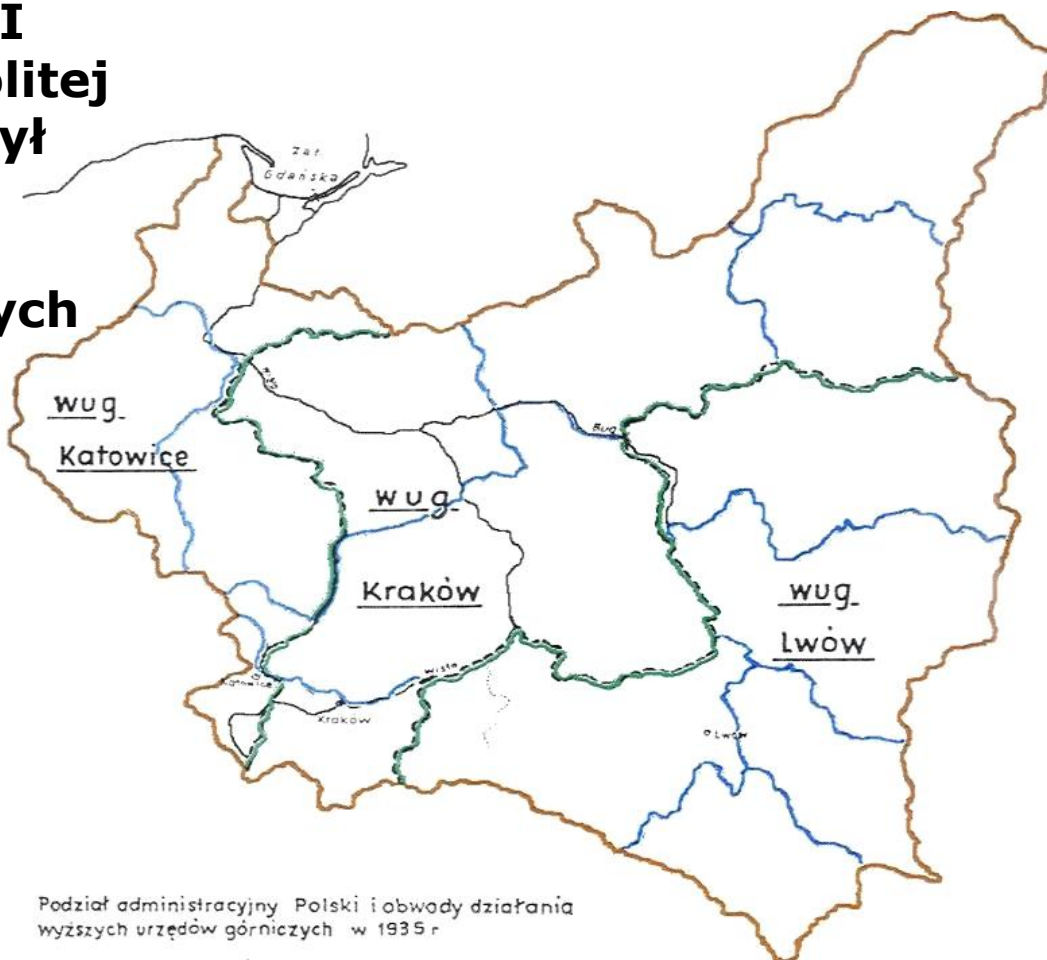 I
olitej
ył
ych
Zat.
Gdańska
wug.
Katowice
wug.
Kraków
Bug
wug.
Lwów
Katowice
Wisła
Kraków
Lwów
Podział administracyjny Polski i obwody działania
wyższych urzędów górniczych w 1935 r